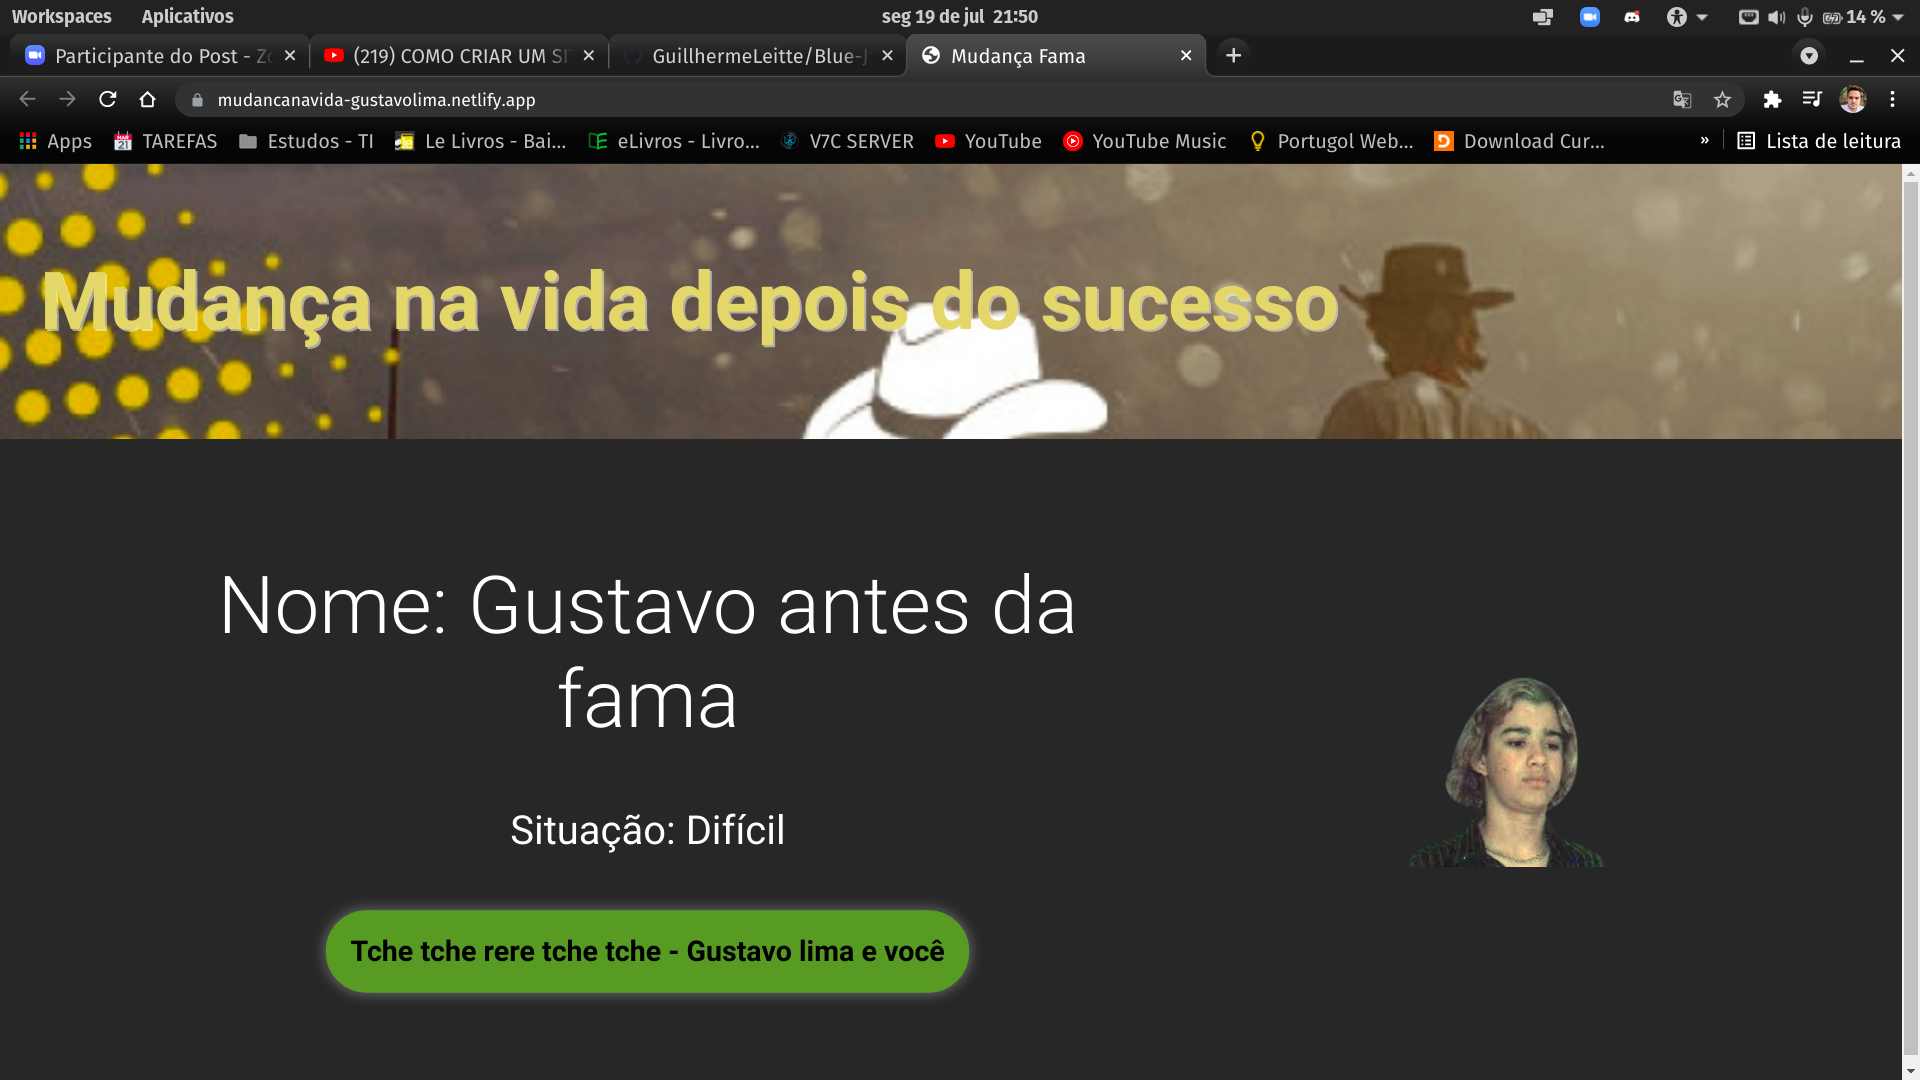 Workspaces Aplicativos seg 19 de jul 21:50 14 %
Participante do Post - Zo (219) COMO CRIAR UM SI GuillhermeLeitte/Blue-J Mudança Fama
mudancanavida-gustavolima.netlify.app
Apps TAREFAS Estudos - TI Le Livros - Bai... eLivros - Livro... V7C SERVER YouTube YouTube Music Portugol Web... Download Cur... » Lista de leitura
Mudança na vida depois do sucesso
Nome: Gustavo antes da
fama
Situação: Difícil
Tche tche rere tche tche - Gustavo lima e você